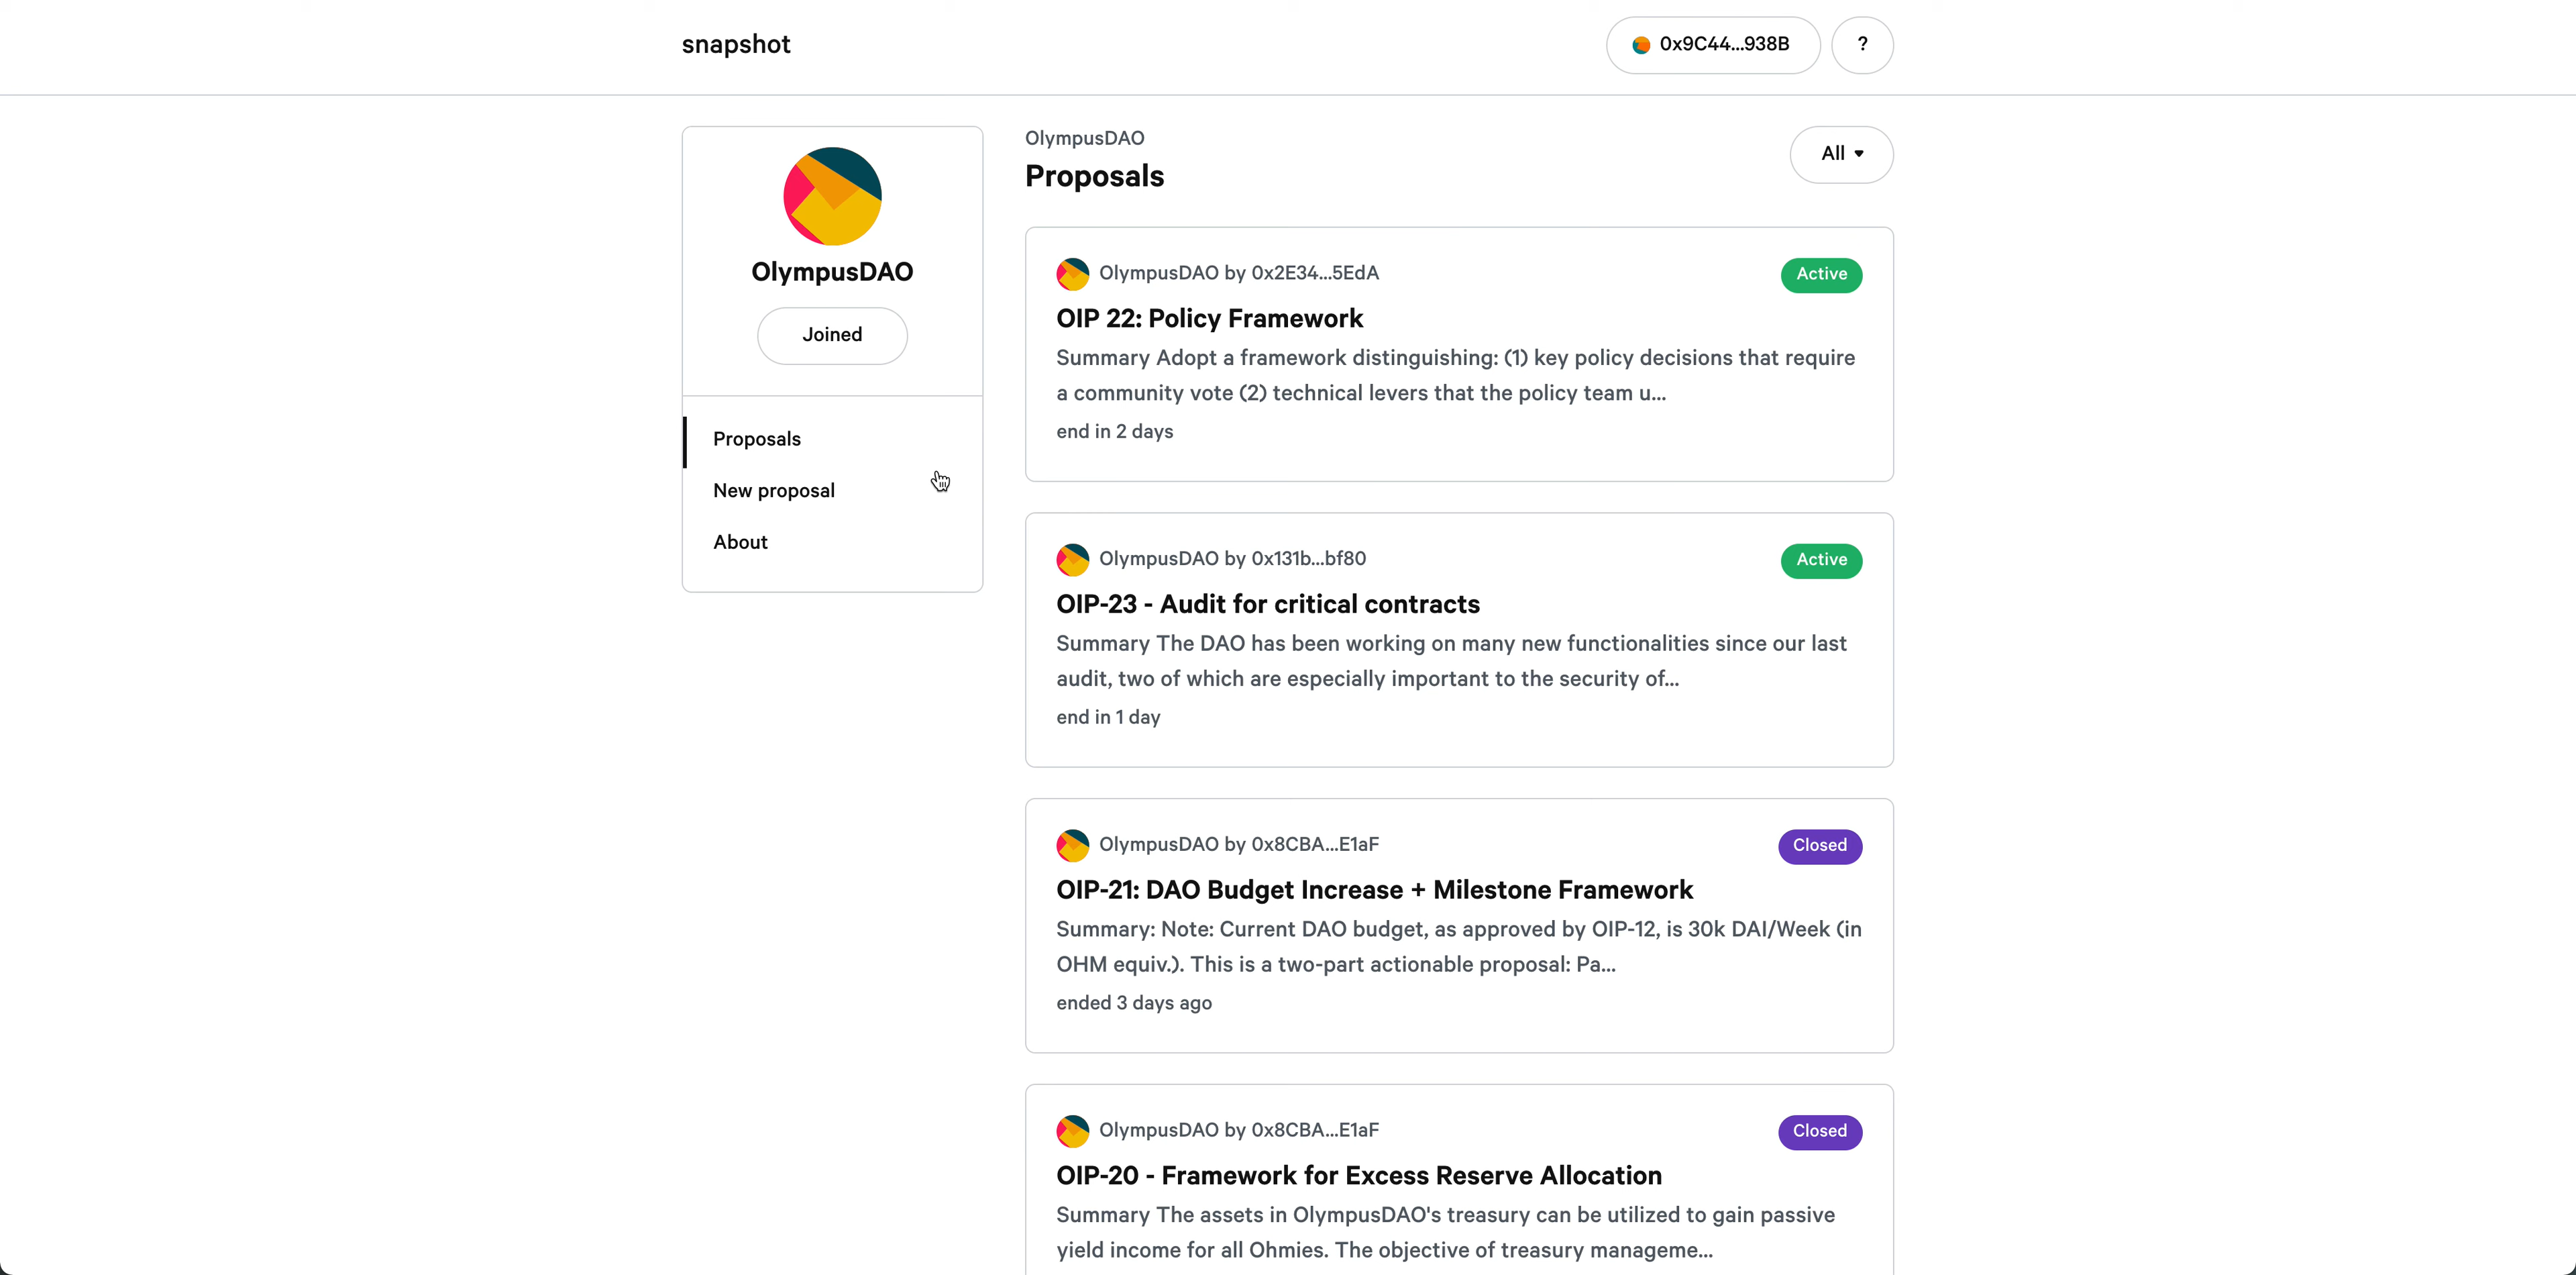 snapshot
0x9C44...938B
?
OlympusDAO
Joined
Proposals
New proposal
About
OlympusDAO
Proposals
All
OlympusDAO by 0x2E34...5EdA
Active
OIP 22: Policy Framework
Summary Adopt a framework distinguishing: (1) key policy decisions that require
a community vote (2) technical levers that the policy team u...
end in 2 days
OlympusDAO by 0x131b...bf80
Active
OIP-23 - Audit for critical contracts
Summary The DAO has been working on many new functionalities since our last
audit, two of which are especially important to the security of...
end in 1 day
OlympusDAO by 0x8CBA...E1aF
Closed
OIP-21: DAO Budget Increase + Milestone Framework
Summary: Note: Current DAO budget, as approved by OIP-12, is 30k DAI/Week (in
OHM equiv.). This is a two-part actionable proposal: Pa...
ended 3 days ago
OlympusDAO by 0x8CBA...E1aF
Closed
OIP-20 - Framework for Excess Reserve Allocation
Summary The assets in OlympusDAO's treasury can be utilized to gain passive
yield income for all Ohmies. The objective of treasury manageme...